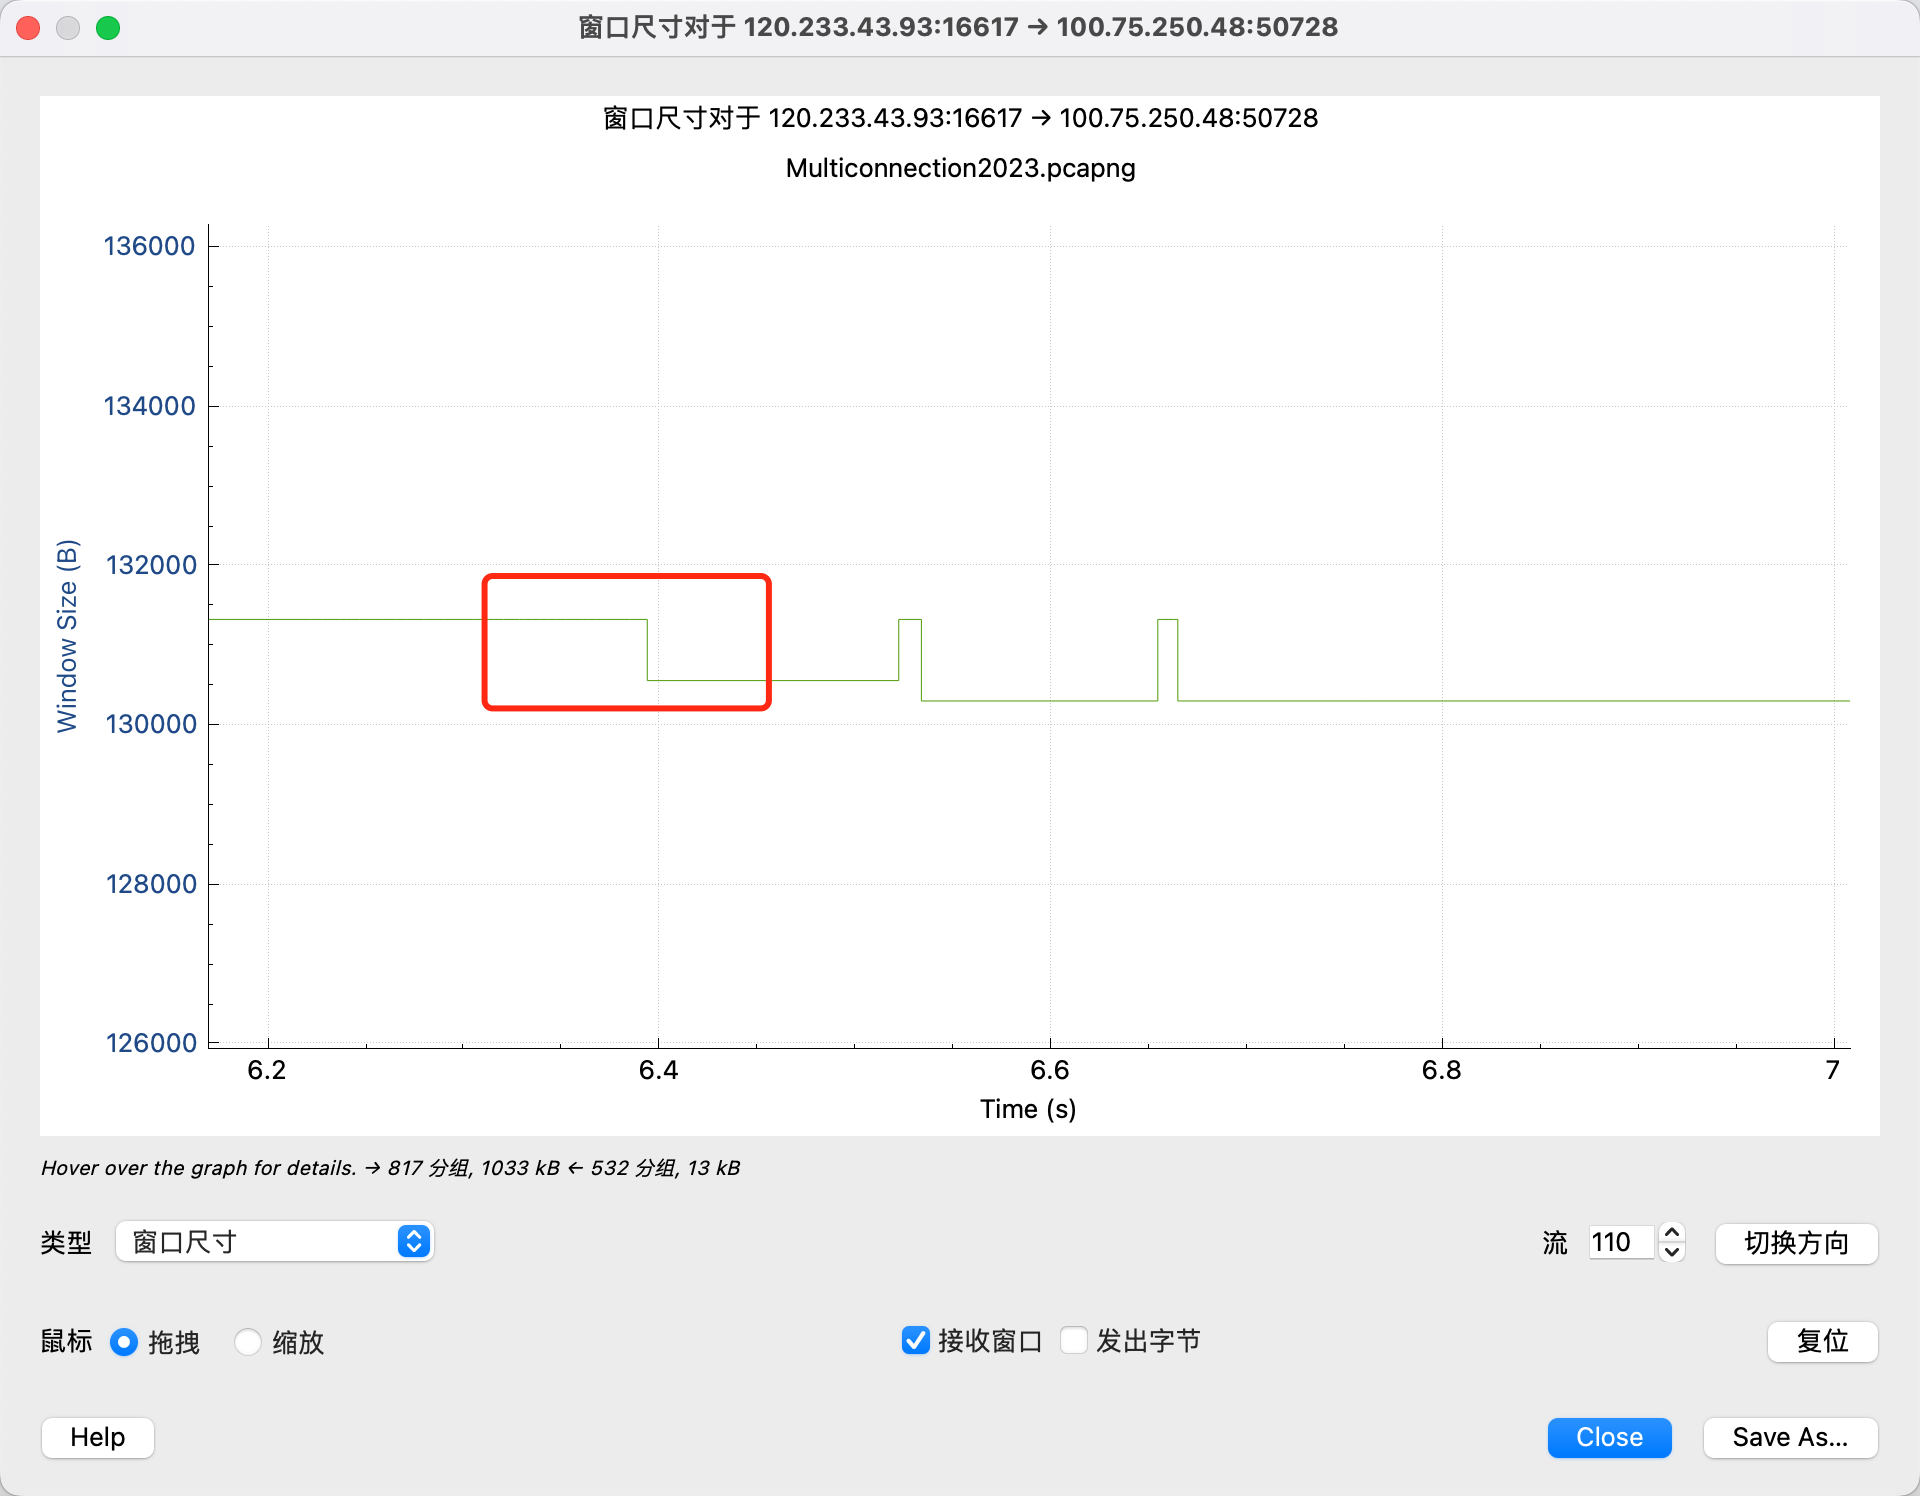 窗口尺寸对于 120.233.43.93:16617 → 100.75.250.48:50728
窗口尺寸对于 120.233.43.93:16617 → 100.75.250.48:50728
Multiconnection2023.pcapng
136000
134000
132000
130000
128000
126000
Window Size (B)
6.2 6.4 6.6 6.8 7
Time (s)
Hover over the graph for details. → 817 分组, 1033 kB ← 532 分组, 13 kB
类型 窗口尺寸 流 110 切换方向
鼠标 拖拽 缩放 接收窗口 发出字节 复位
Help Close Save As...